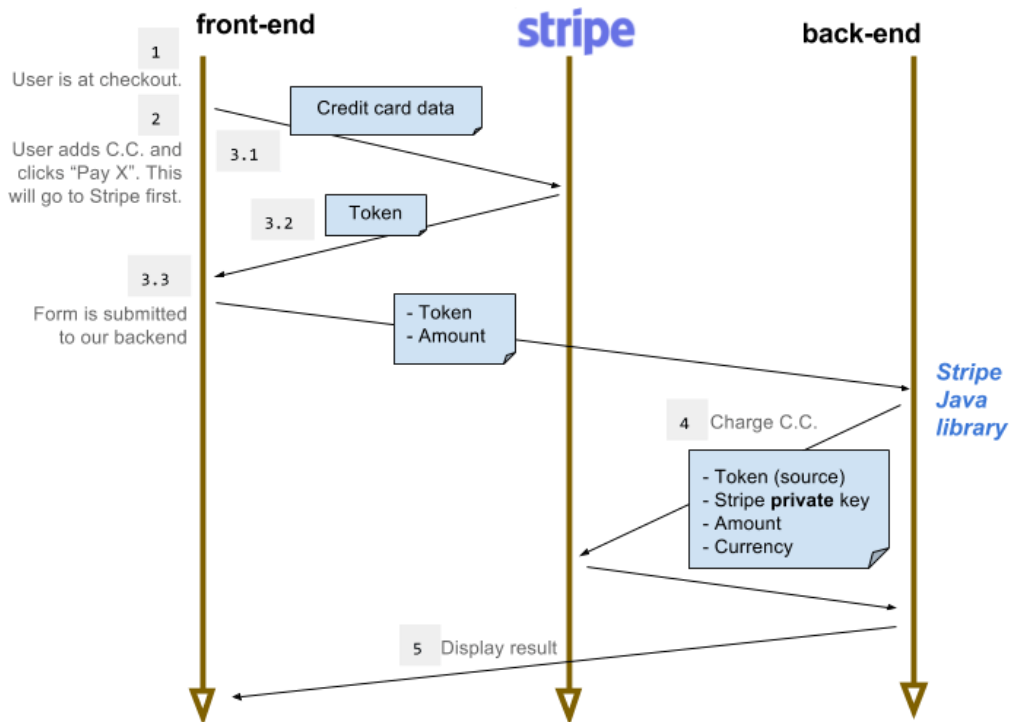 front-end
stripe
back-end
1
User is at checkout.
2
User adds C.C. and
clicks “Pay X”. This
will go to Stripe first.
Credit card data
3.1
3.2
Token
3.3
Form is submitted
to our backend
- Token
- Amount
Stripe
Java
library
4
Charge C.C.
- Token (source)
- Stripe private key
- Amount
- Currency
5
Display result